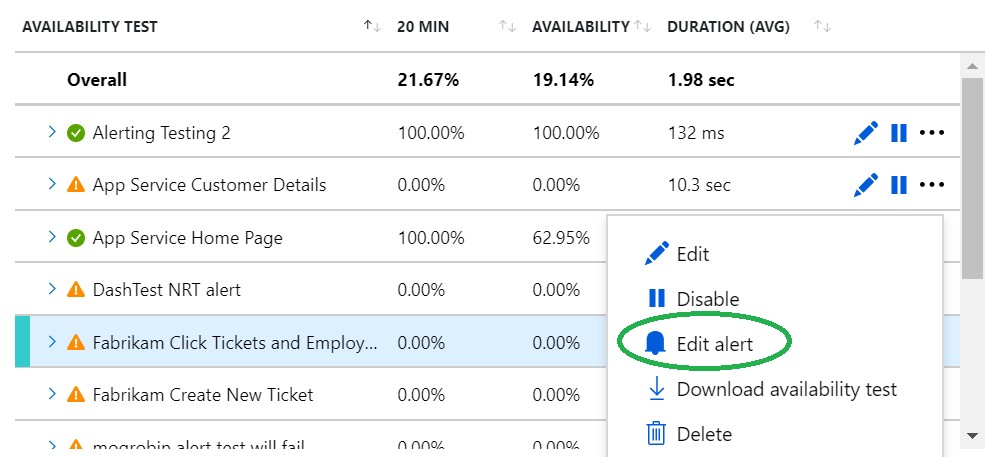 AVAILABILITY TEST 20 MIN AVAILABILITY DURATION (AVG)
Overall 21.67% 19.14% 1.98 sec
Alerting Testing 2 100.00% 100.00% 132 ms
App Service Customer Details 0.00% 0.00% 10.3 sec
App Service Home Page 100.00% 62.95%
DashTest NRT alert 0.00% 0.00%
Fabrikam Click Tickets and Employ... 0.00% 0.00%
Fabrikam Create New Ticket 0.00% 0.00%
mogrobin alert test will fail 0.00% 0.00%
Edit
Disable
Edit alert
Download availability test
Delete